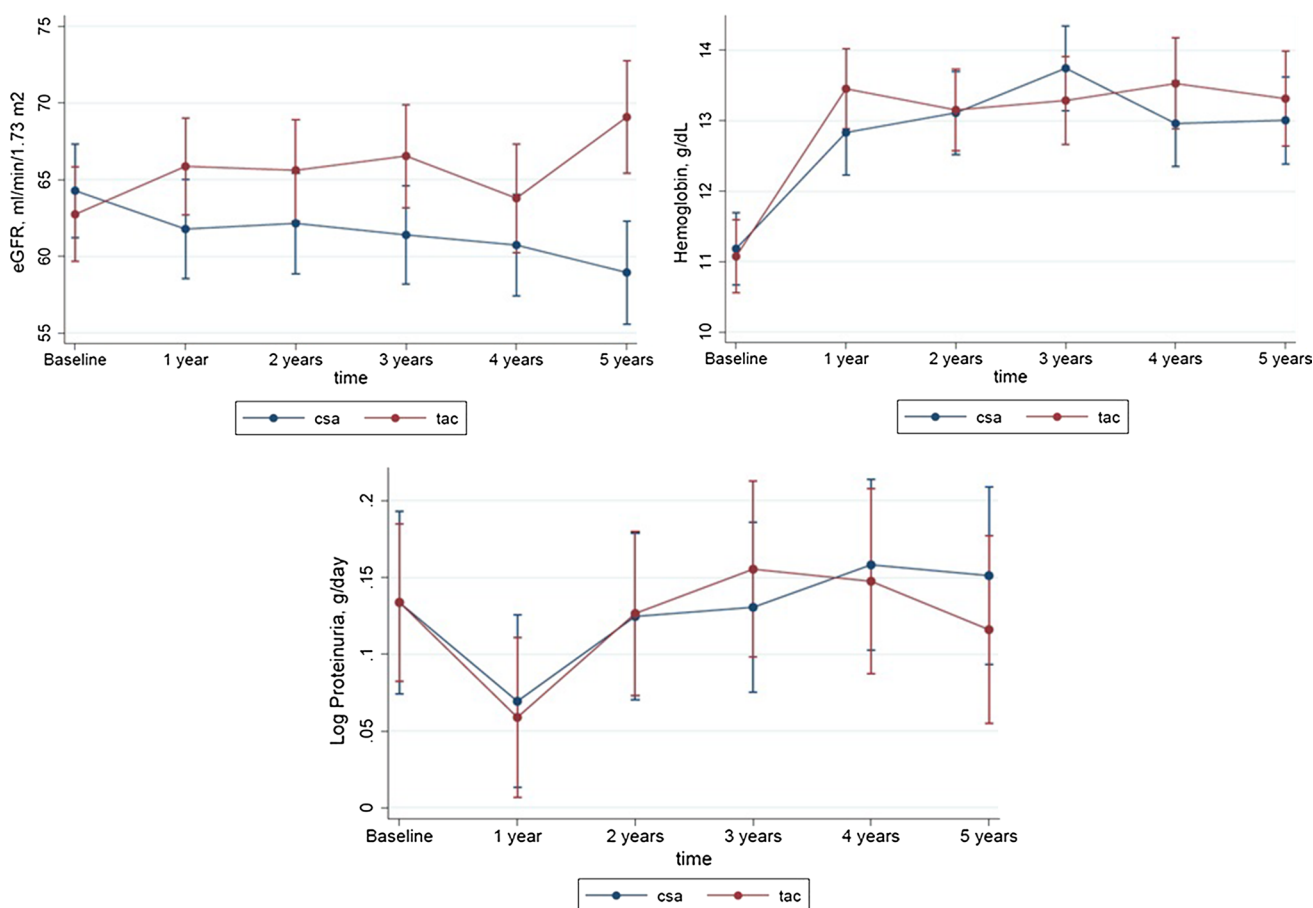 eGFR, ml/min/1.73 m2
75
70
65
60
55
Baseline 1 year 2 years 3 years 4 years 5 years
time
csa tac
Hemoglobin, g/dL
14
13
12
11
10
Baseline 1 year 2 years 3 years 4 years 5 years
time
csa tac
Log Proteinuria, g/day
.2
.15
.1
.05
0
Baseline 1 year 2 years 3 years 4 years 5 years
time
csa tac